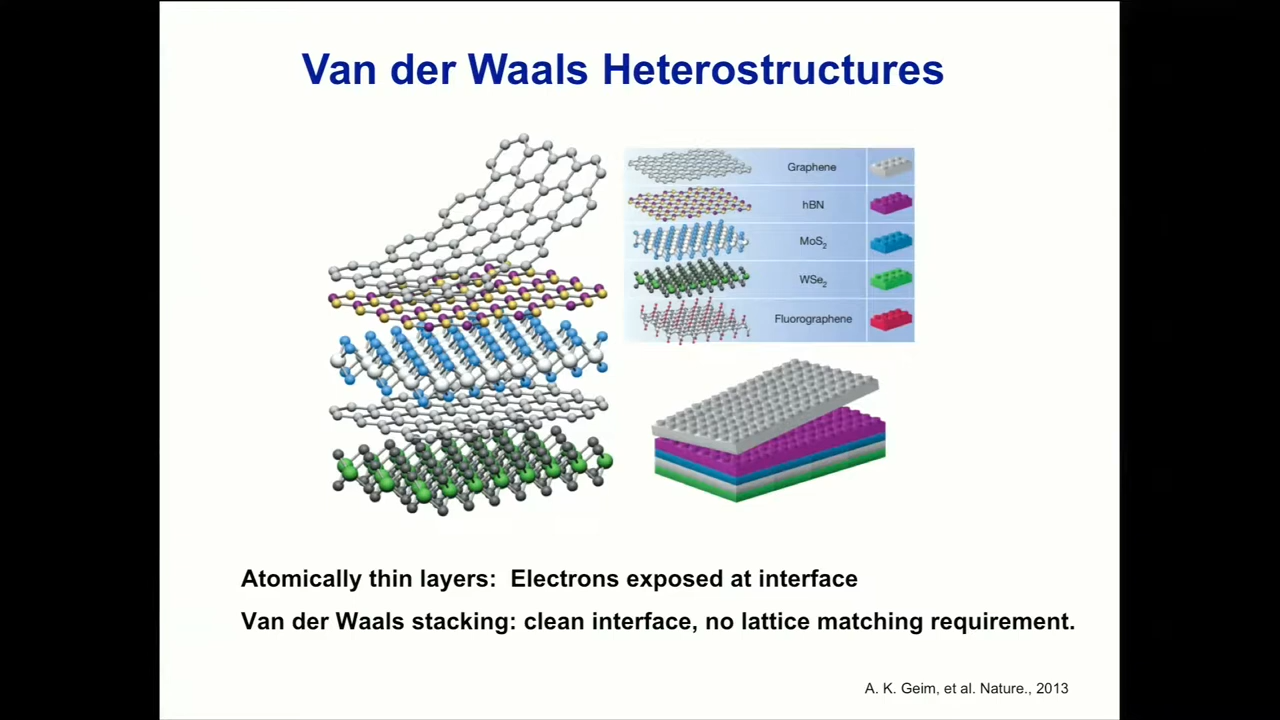 Van der Waals Heterostructures
Graphene
hBN
MoS₂
WSe₂
Fluorographene
Atomically thin layers: Electrons exposed at interface
Van der Waals stacking: clean interface, no lattice matching requirement.
A. K. Geim, et al. Nature., 2013